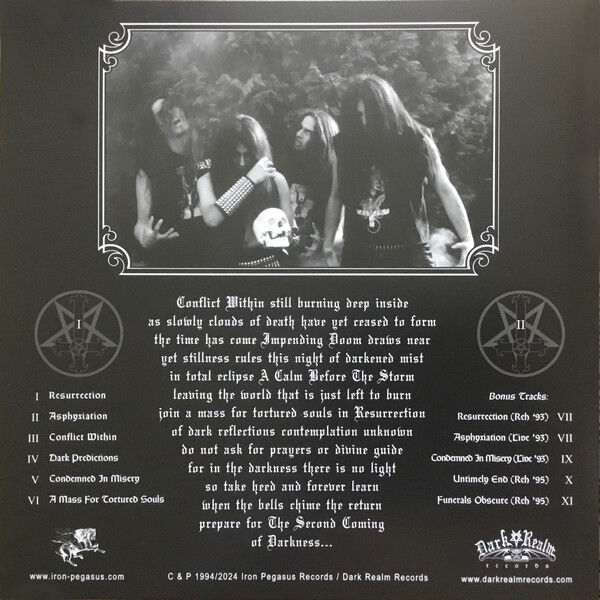 Conflict Within still burning deep inside
as slowly clouds of death have yet ceased to form
the time has come Impending Doom draws near
yet stillness rules this night of darkened mist
in total eclipse A Calm Before The Storm
leaving the world that is just left to burn
join a mass for tortured souls in Resurrection
of dark reflections contemplation unknown
do not ask for prayers or divine guide
for in the darkness there is no light
so take heed and forever learn
when the bells chime the return
prepare for The Second Coming
of Darkness...
I
I Resurrection
II Asphyxiation
III Conflict Within
IV Dark Predictions
V Condemned In Misery
VI A Mass For Tortured Souls
II
Bonus Tracks:
Resurrection (Reh '93) VII
Asphyxiation (Live '93) VII
Condemned In Misery (Live '93) IX
Untimely End (Reh '95) X
Funerals Obscure (Reh '95) XI
www.iron-pegasus.com
C & P 1994/2024 Iron Pegasus Records / Dark Realm Records
Dark Realm
records
www.darkrealmrecords.com